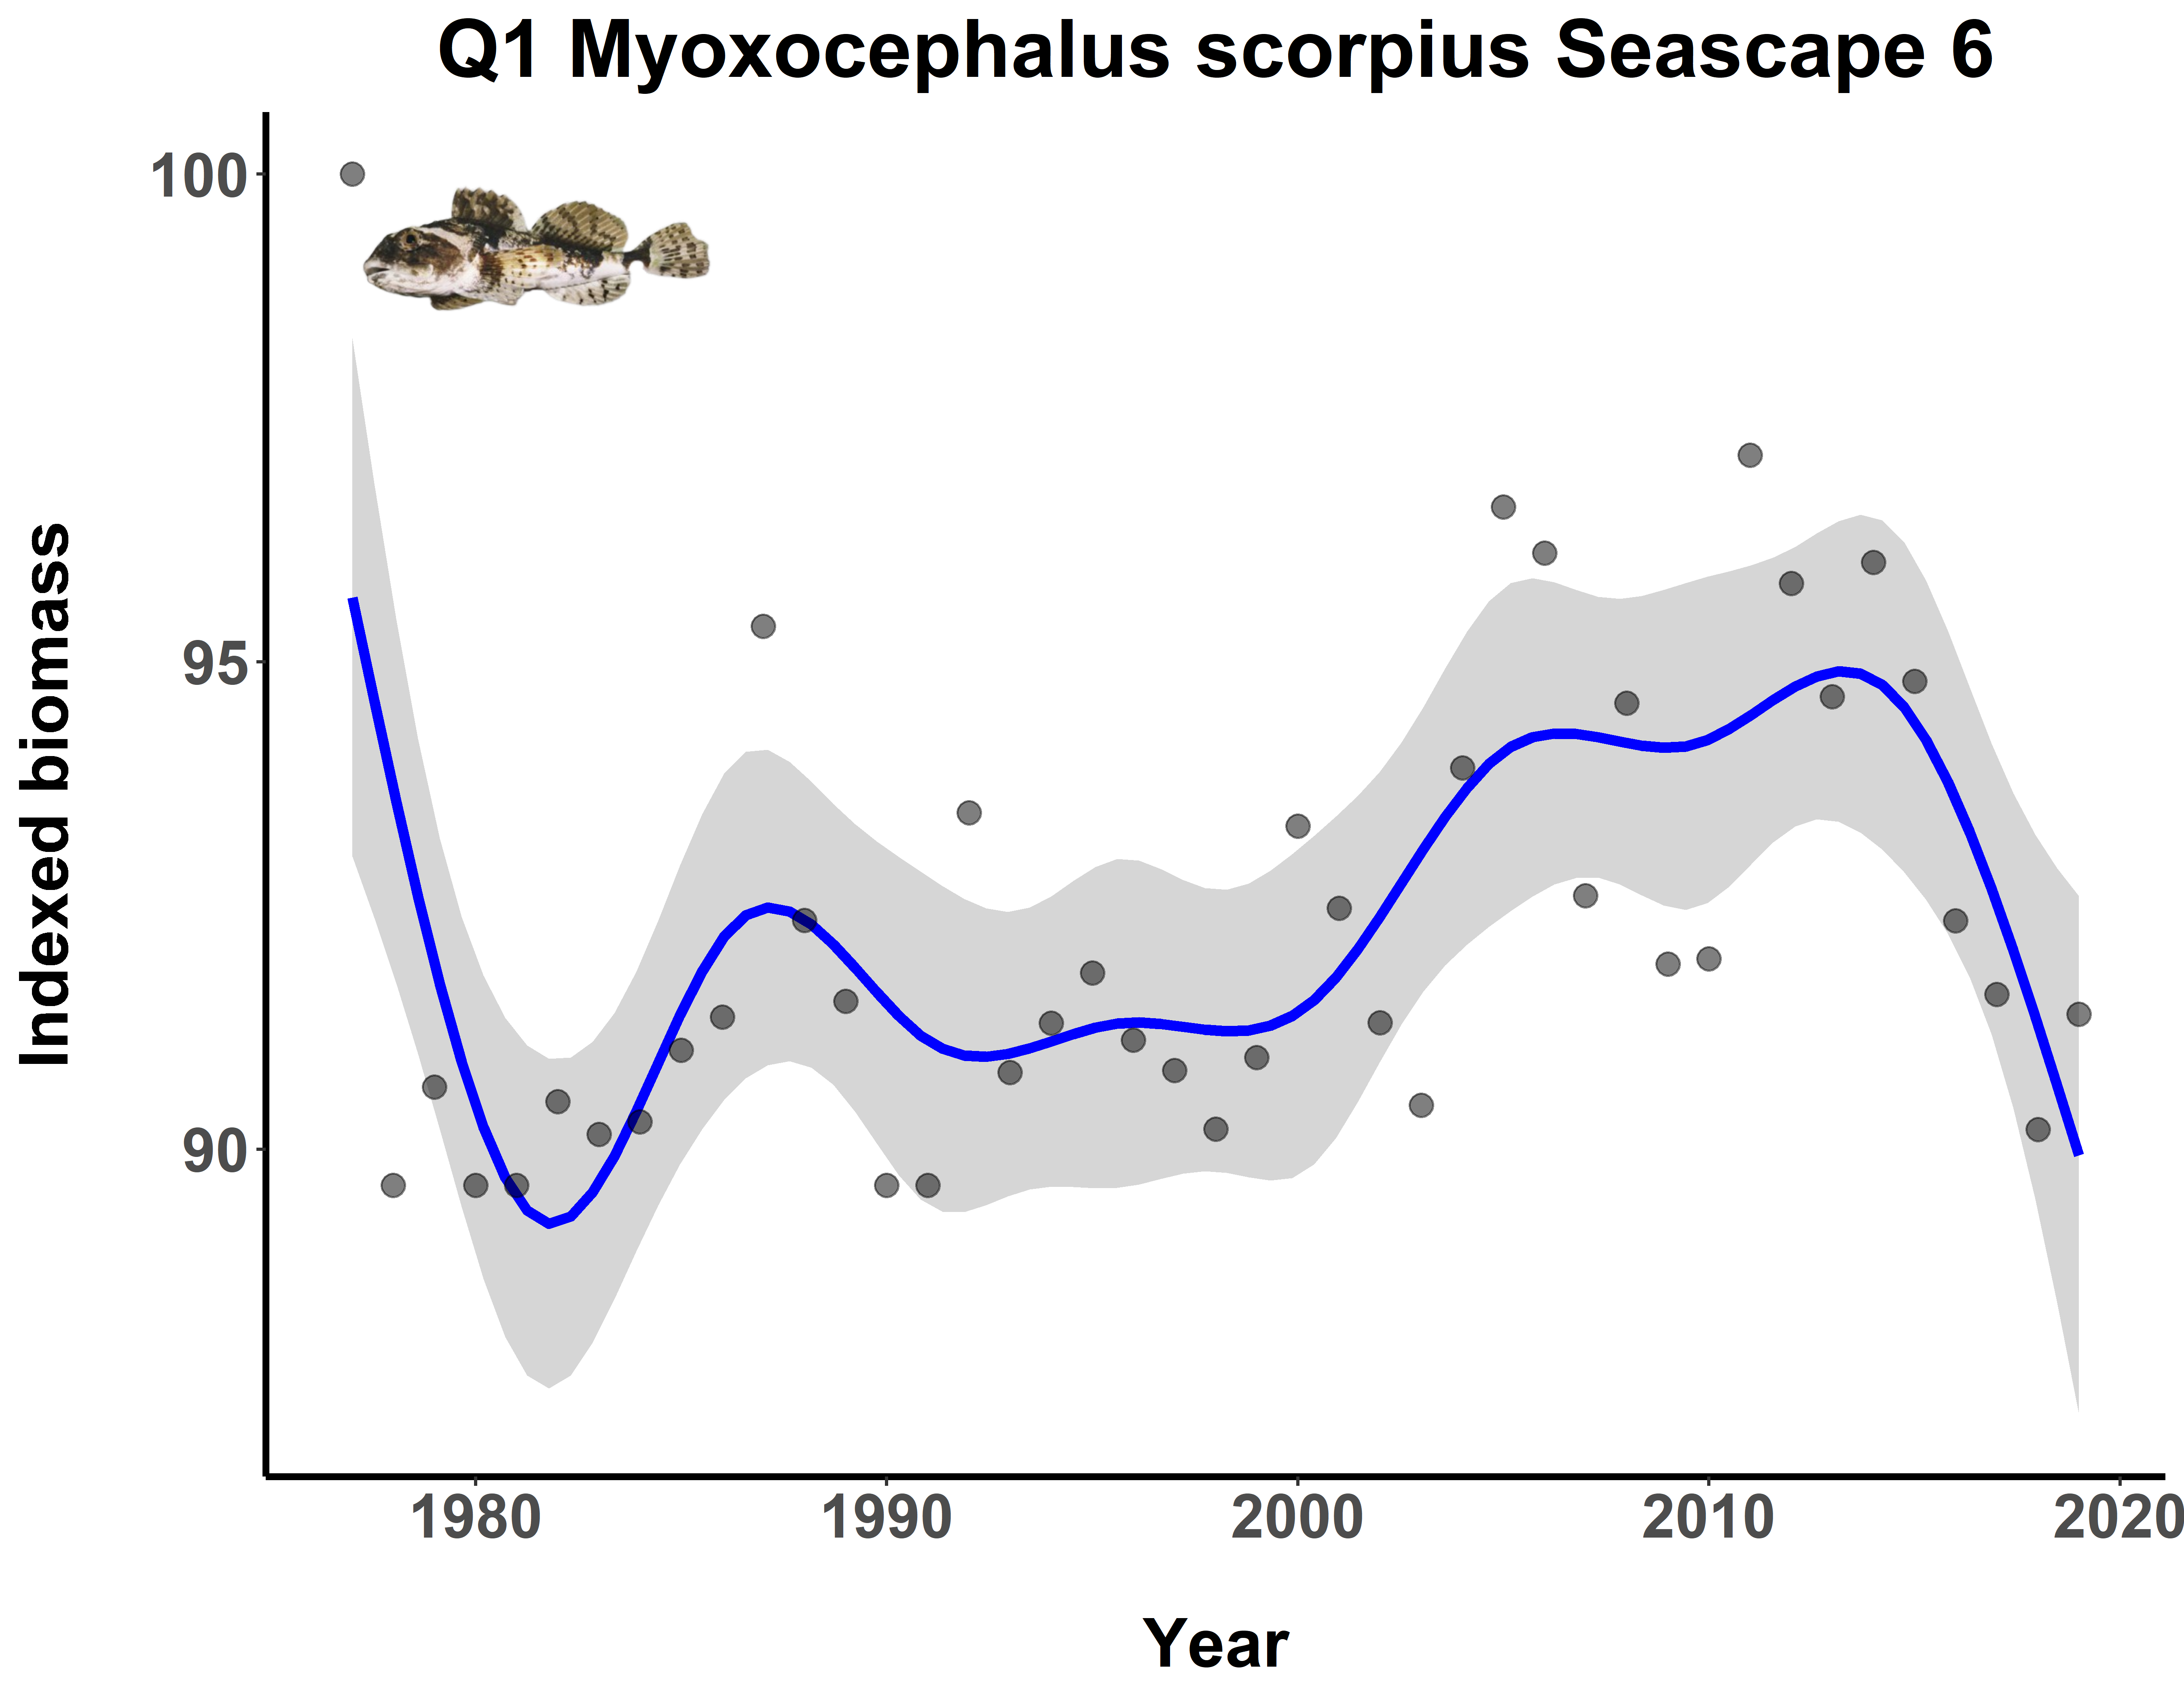 Q1 Myoxocephalus scorpius Seascape 6
100
95
90
Indexed biomass
1980 1990 2000 2010 2020
Year